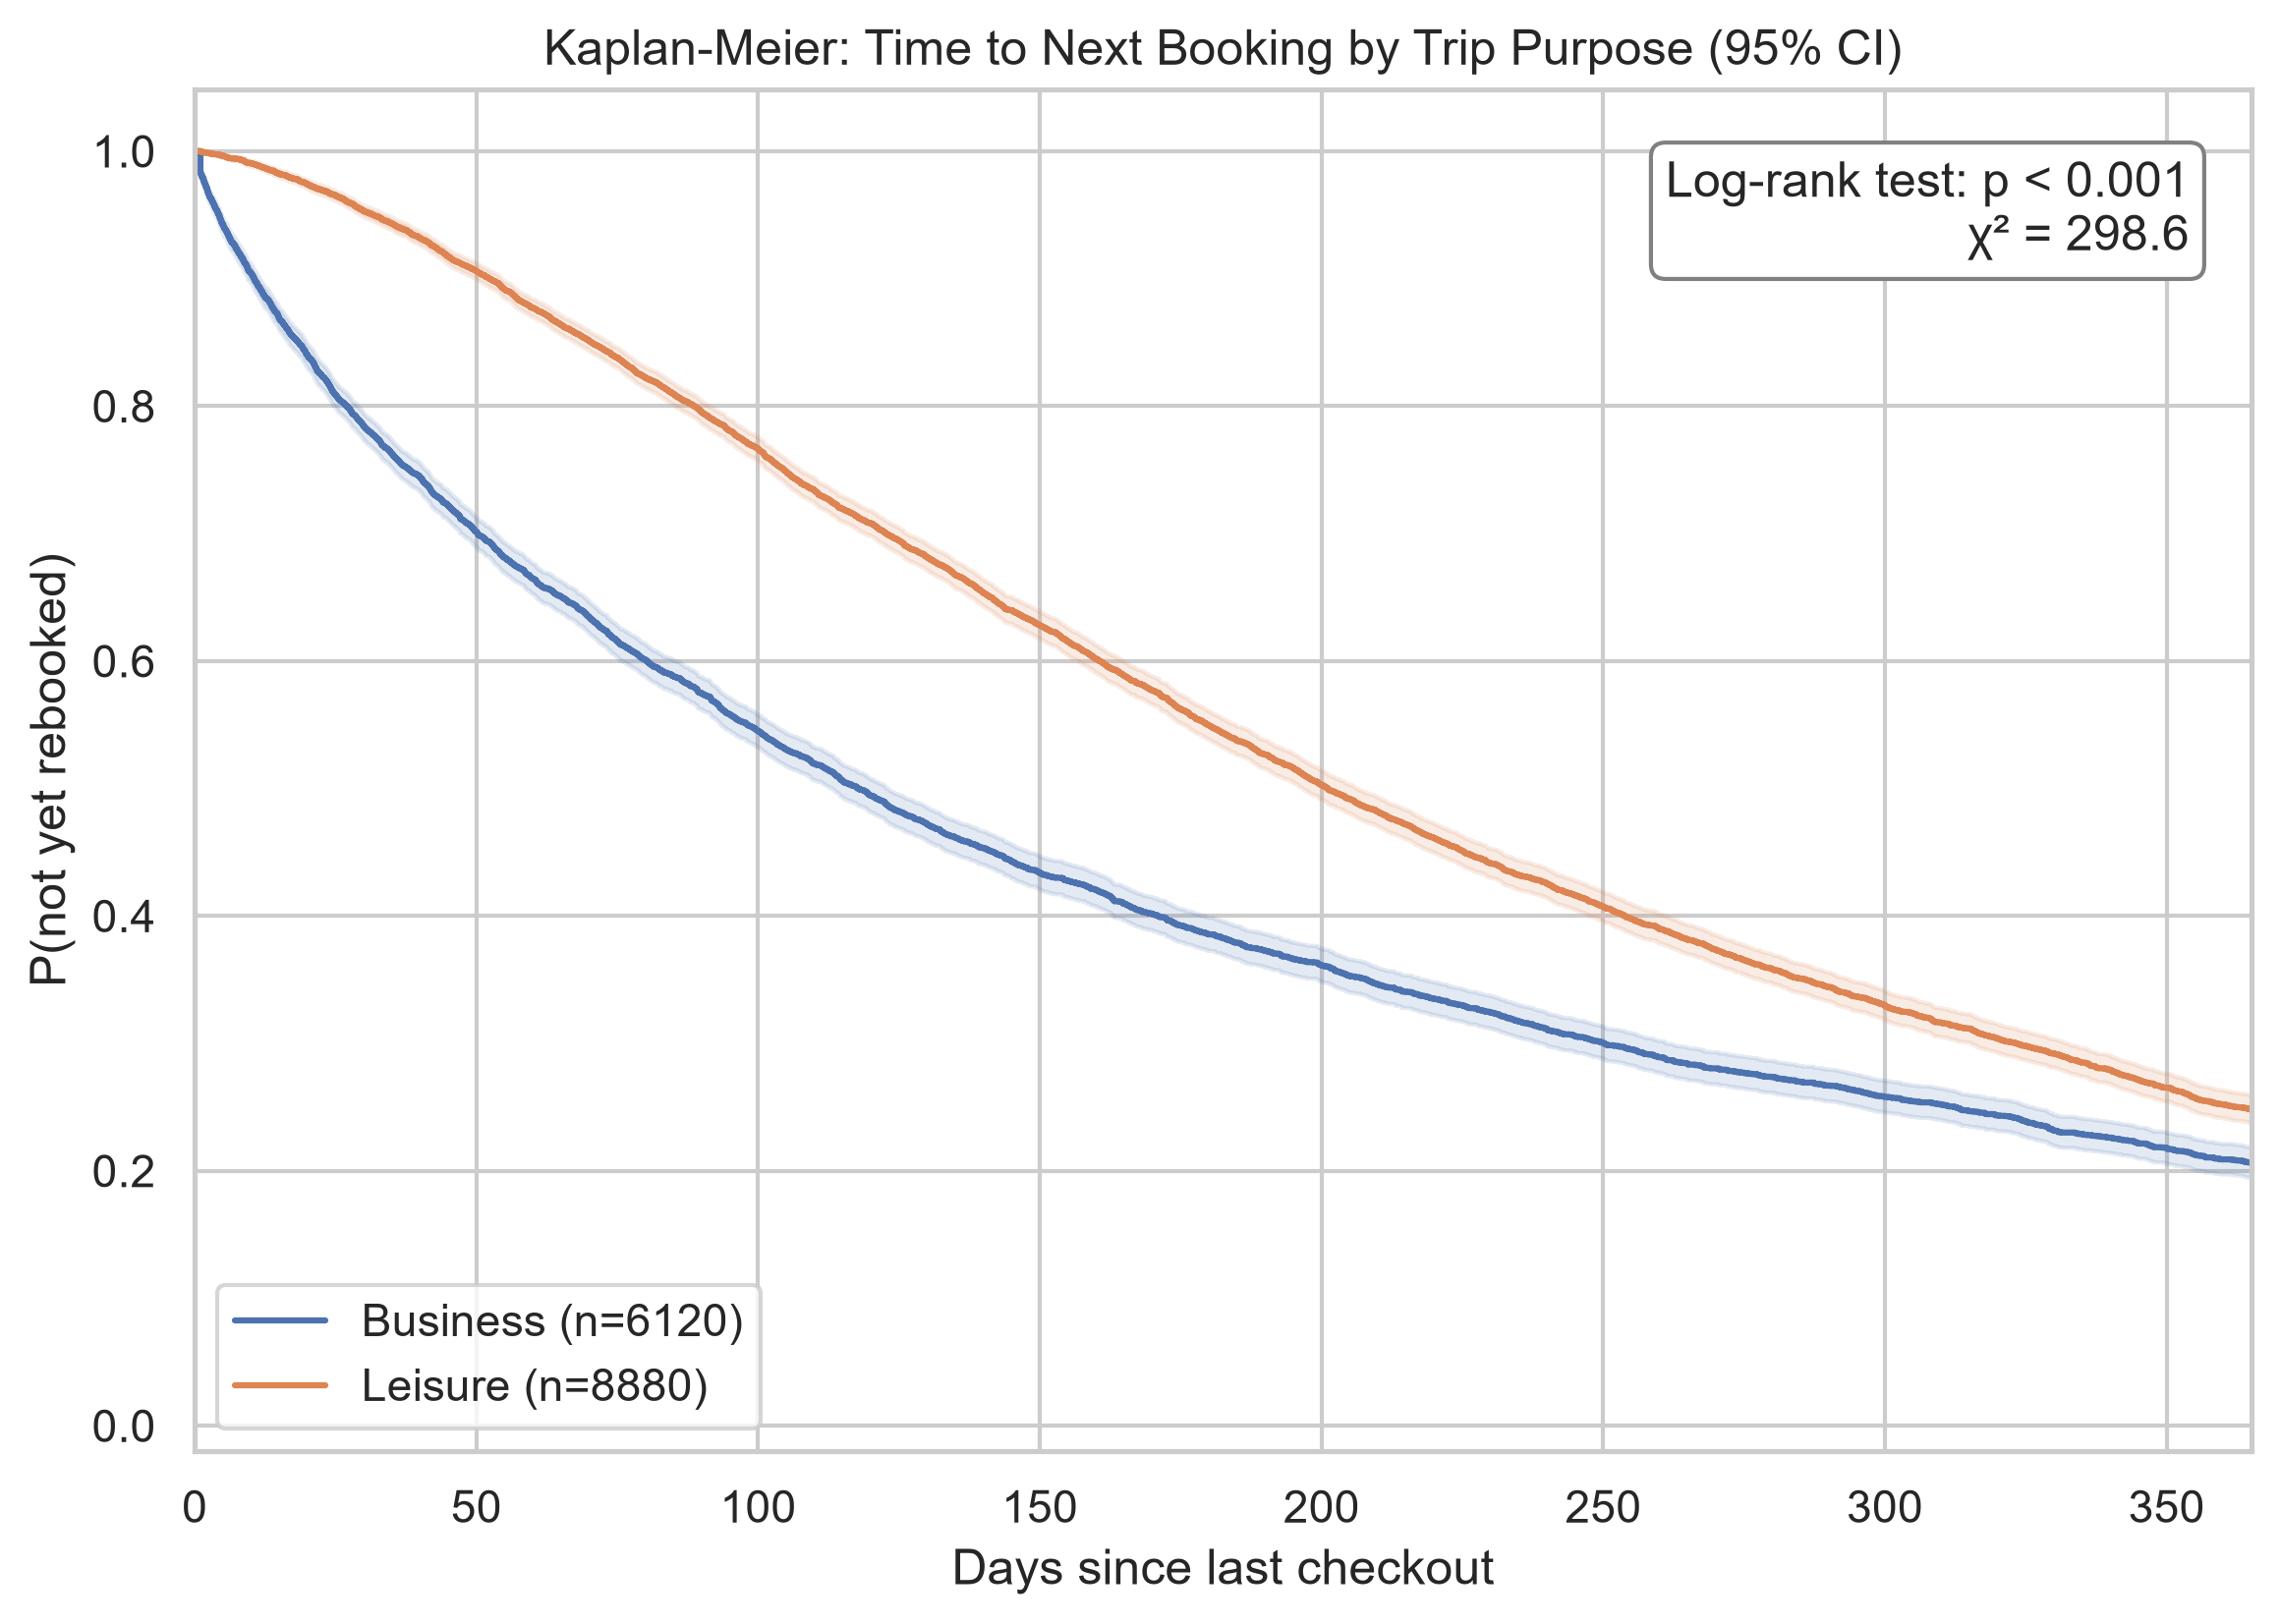 Kaplan-Meier: Time to Next Booking by Trip Purpose (95% CI)
Log-rank test: p < 0.001
χ² = 298.6
P(not yet rebooked)
1.0
0.8
0.6
0.4
0.2
0.0
Business (n=6120)
Leisure (n=8880)
0 50 100 150 200 250 300 350
Days since last checkout